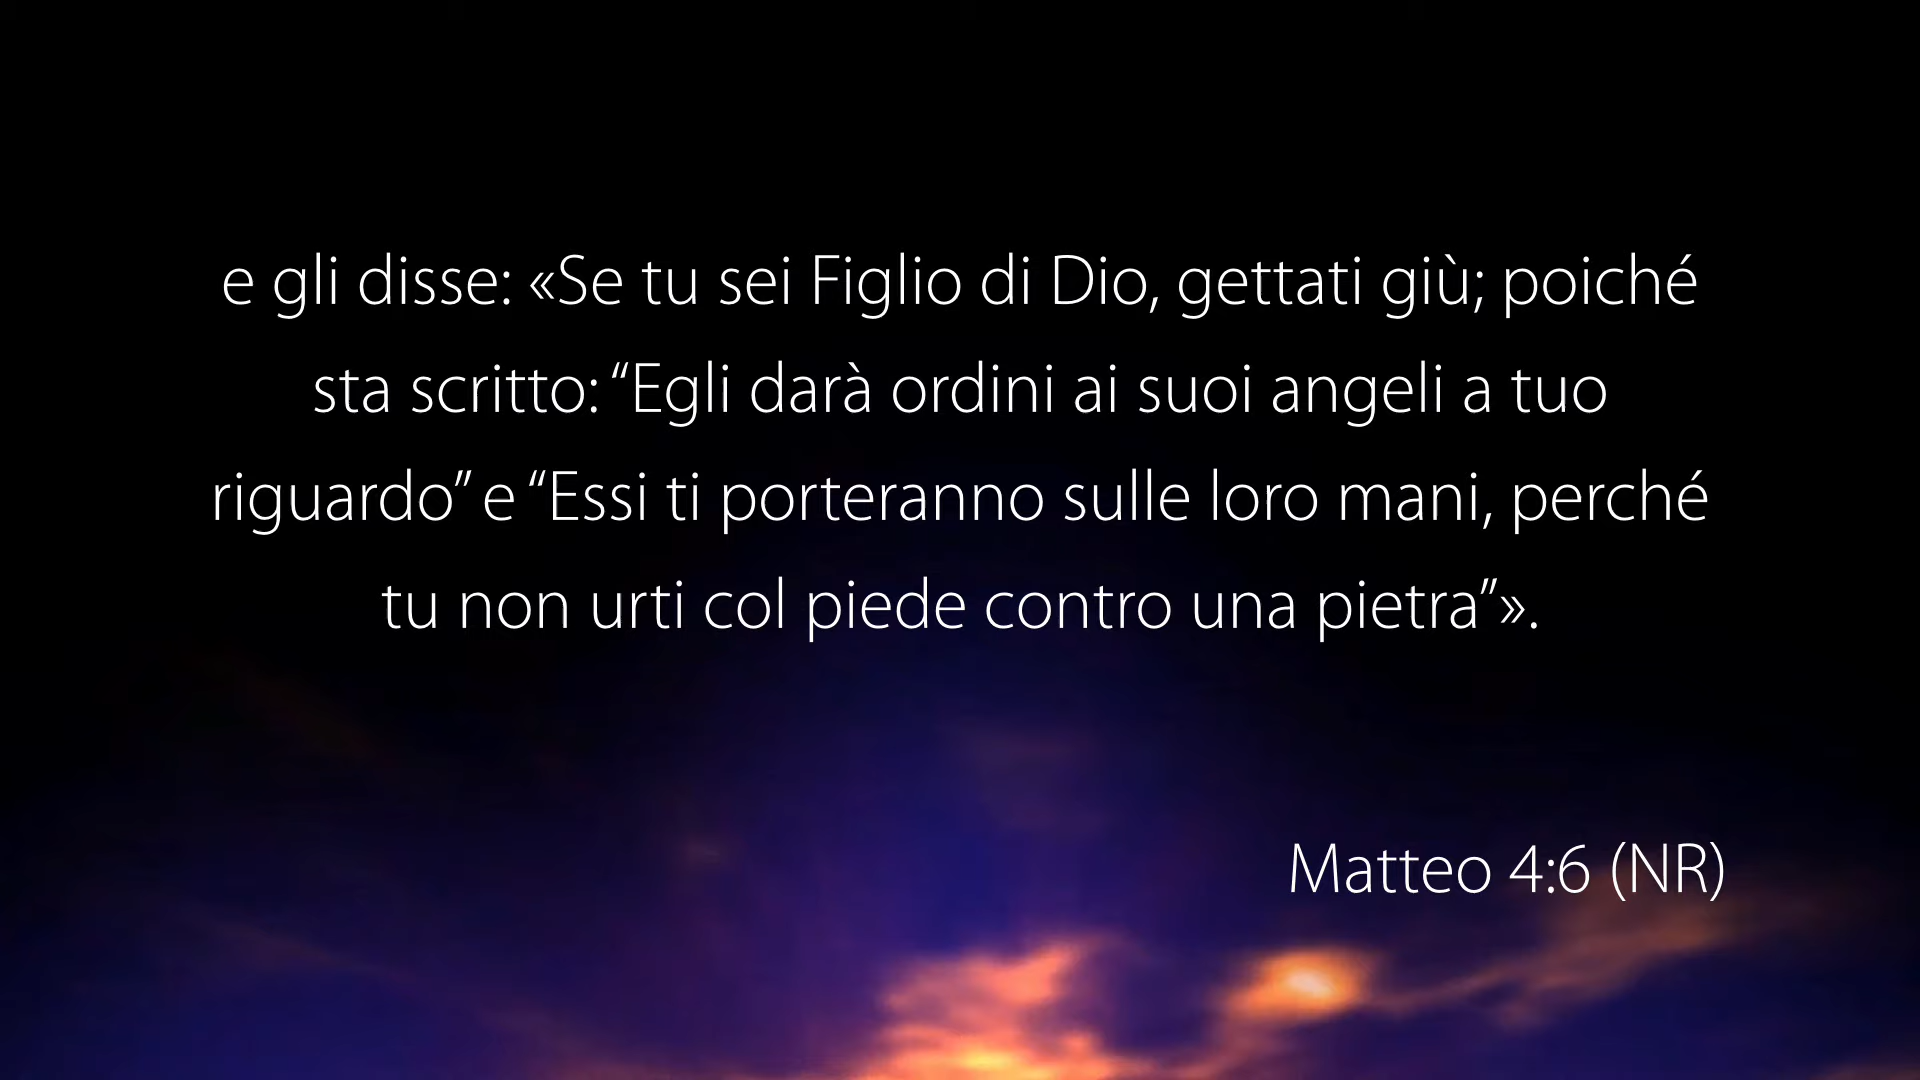 e gli disse: «Se tu sei Figlio di Dio, gettati giù; poiché
sta scritto: “Egli darà ordini ai suoi angeli a tuo
riguardo” e “Essi ti porteranno sulle loro mani, perché
tu non urti col piede contro una pietra”».
Matteo 4:6 (NR)